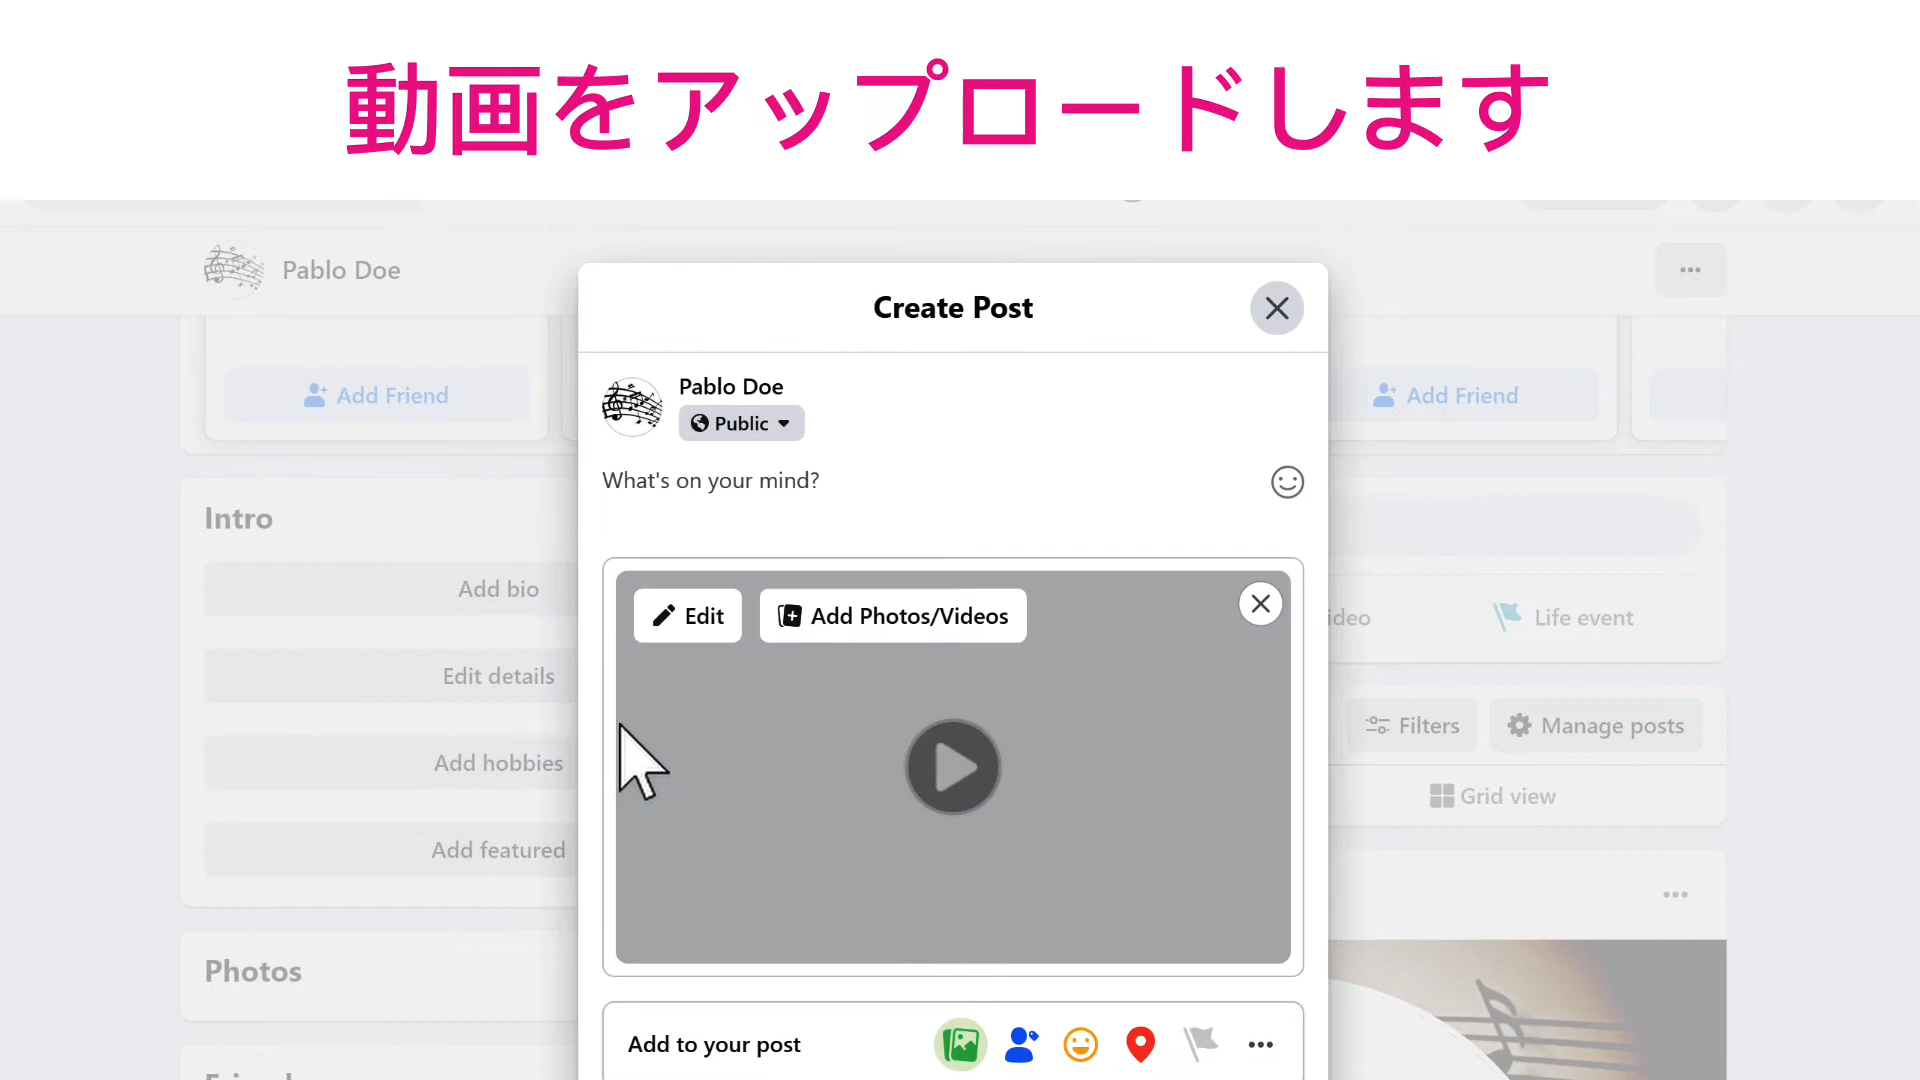 動画をアップロードします
Pablo Doe
Create Post
Pablo Doe
Public
Add Friend
Add Friend
What's on your mind?
Intro
Add bio
Edit
Add Photos/Videos
ideo
Life event
Edit details
Filters
Manage posts
Add hobbies
Grid view
Add featured
Photos
Add to your post